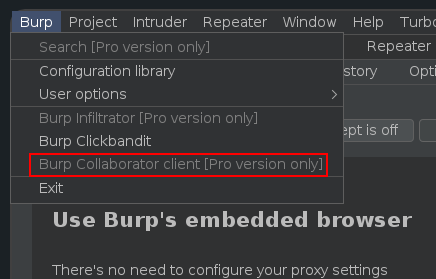 Burp Project Intruder Repeater Window Help Turbo
Search [Pro version only]
Repeater
Configuration library
story Opti
User options
Burp Infiltrator [Pro version only]
ept is off
Burp Clickbandit
Burp Collaborator client [Pro version only]
Exit
Use Burp's embedded browser
There's no need to configure your proxy settings